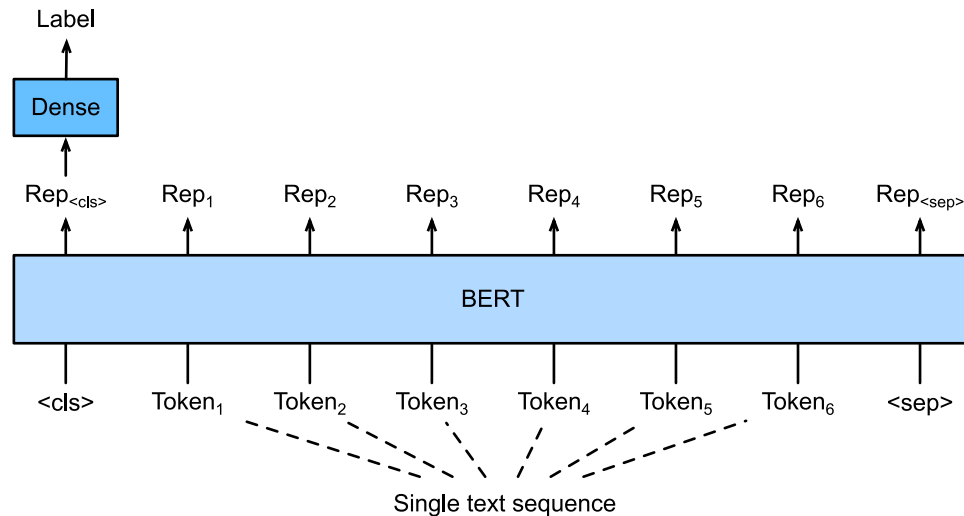 Label
Dense
Rep<cls> Rep1 Rep2 Rep3 Rep4 Rep5 Rep6 Rep<sep>
BERT
<cls> Token1 Token2 Token3 Token4 Token5 Token6 <sep>
Single text sequence